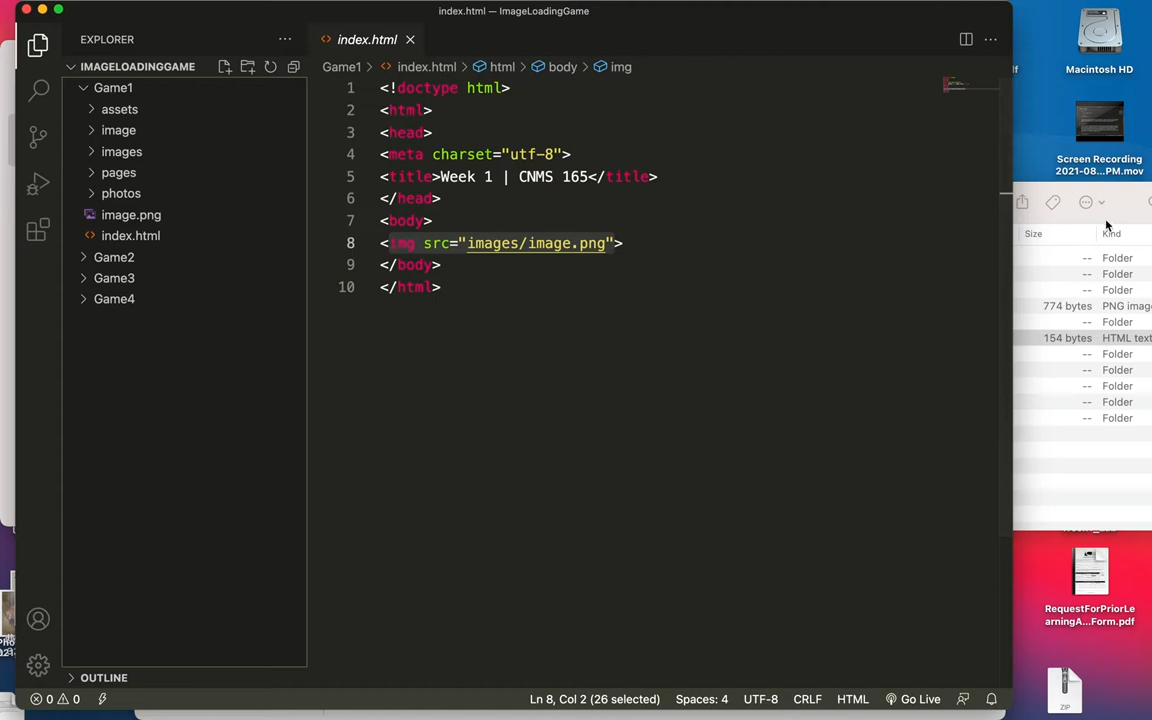 index.html — ImageLoadingGame
EXPLORER
index.html
IMAGELOADINGGAME
Game1
assets
image
images
pages
photos
image.png
index.html
Game2
Game3
Game4
OUTLINE
Game1 > index.html > html > body > img
1 <!doctype html>
2 <html>
3 <head>
4 <meta charset="utf-8">
5 <title>Week 1 | CNMS 165</title>
6 </head>
7 <body>
8 <img src="images/image.png">
9 </body>
10 </html>
0 0
Ln 8, Col 2 (26 selected) Spaces: 4 UTF-8 CRLF HTML Go Live
Macintosh HD
Screen Recording
2021-08...PM.mov
Size Kind
-- Folder
-- Folder
-- Folder
774 bytes PNG imag
-- Folder
154 bytes HTML text
-- Folder
-- Folder
-- Folder
-- Folder
-- Folder
RequestForPriorLe
arningA...Form.pdf
ZIP